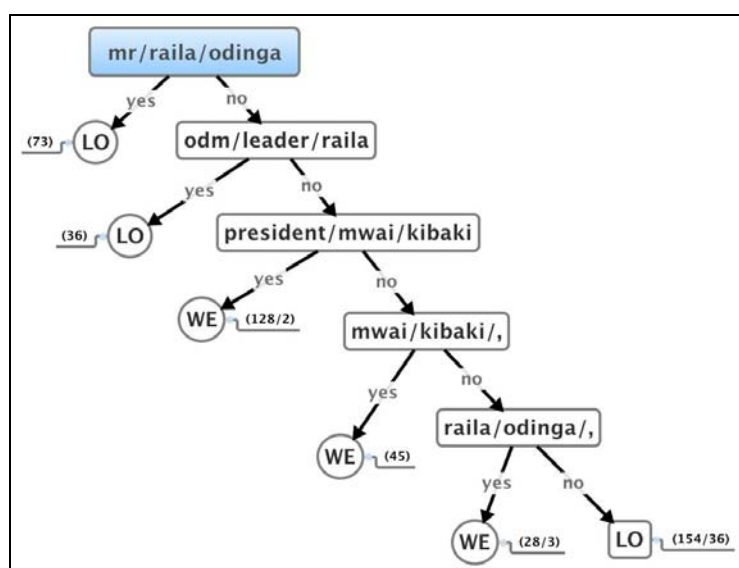 mr/raila/odinga
yes
no
(73)
LO
odm/leader/raila
yes
no
(36)
LO
president/mwai/kibaki
yes
no
WE
(128/2)
mwai/kibaki/,
yes
no
WE
(45)
raila/odinga/,
yes
no
WE
(28/3)
LO
(154/36)